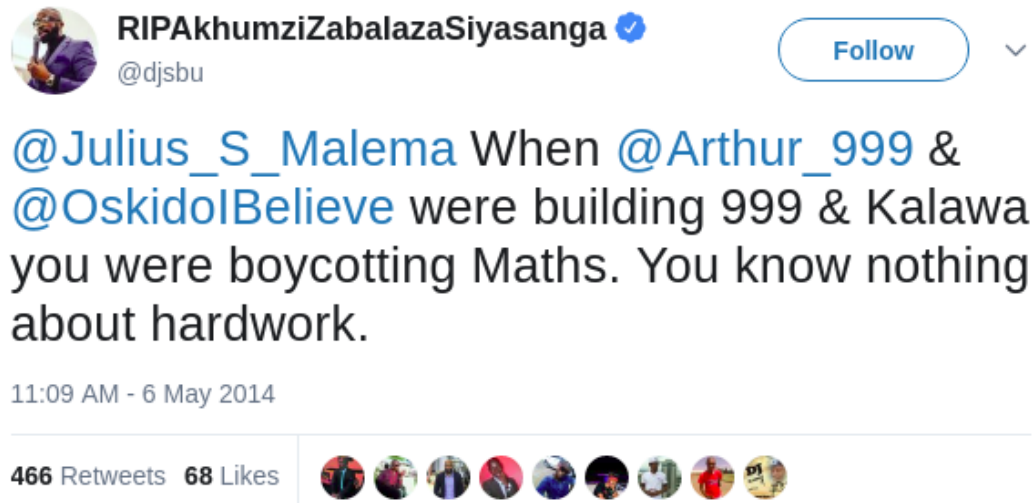 RIPAkhumziZabalazaSiyasanga
@djsbu
Follow
@Julius_S_Malema When @Arthur_999 &
@OskidoIBelieve were building 999 & Kalawa
you were boycotting Maths. You know nothing
about hardwork.
11:09 AM - 6 May 2014
466 Retweets 68 Likes
DJ